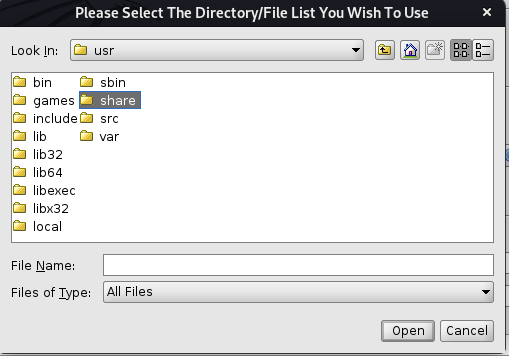 Please Select The Directory/File List You Wish To Use
Look In: usr
bin sbin
games share
include src
lib var
lib32
lib64
libexec
libx32
local
File Name:
Files of Type: All Files
Open Cancel